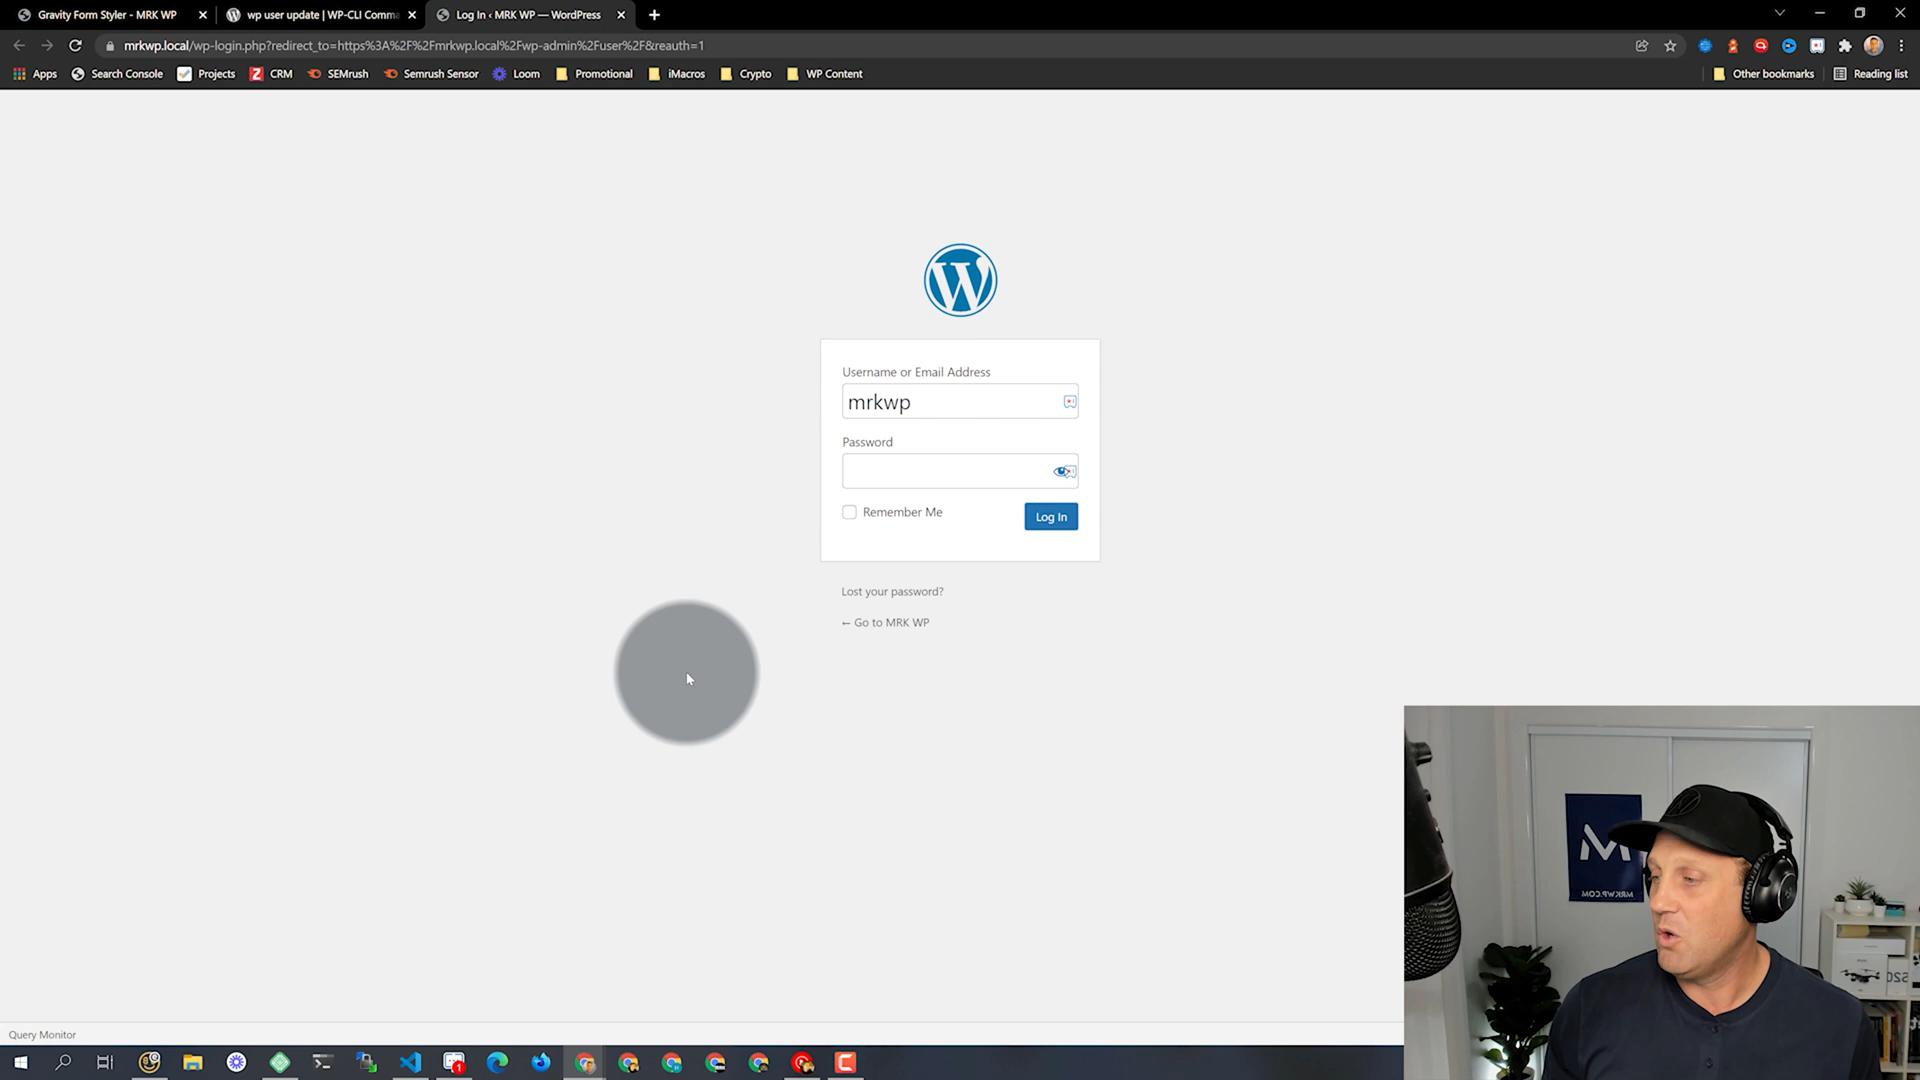 Gravity Form Styler - MRK WP
wp user update | WP-CLI Comma
Log In ‹ MRK WP — WordPress
mrkwp.local/wp-login.php?redirect_to=https%3A%2F%2Fmrkwp.local%2Fwp-admin%2Fuser%2F&reauth=1
Apps
Search Console
Projects
CRM
SEMrush
Semrush Sensor
Loom
Promotional
iMacros
Crypto
WP Content
Other bookmarks
Reading list
Username or Email Address
mrkwp
Password
Remember Me
Log In
Lost your password?
← Go to MRK WP
Query Monitor
MRKWP.COM